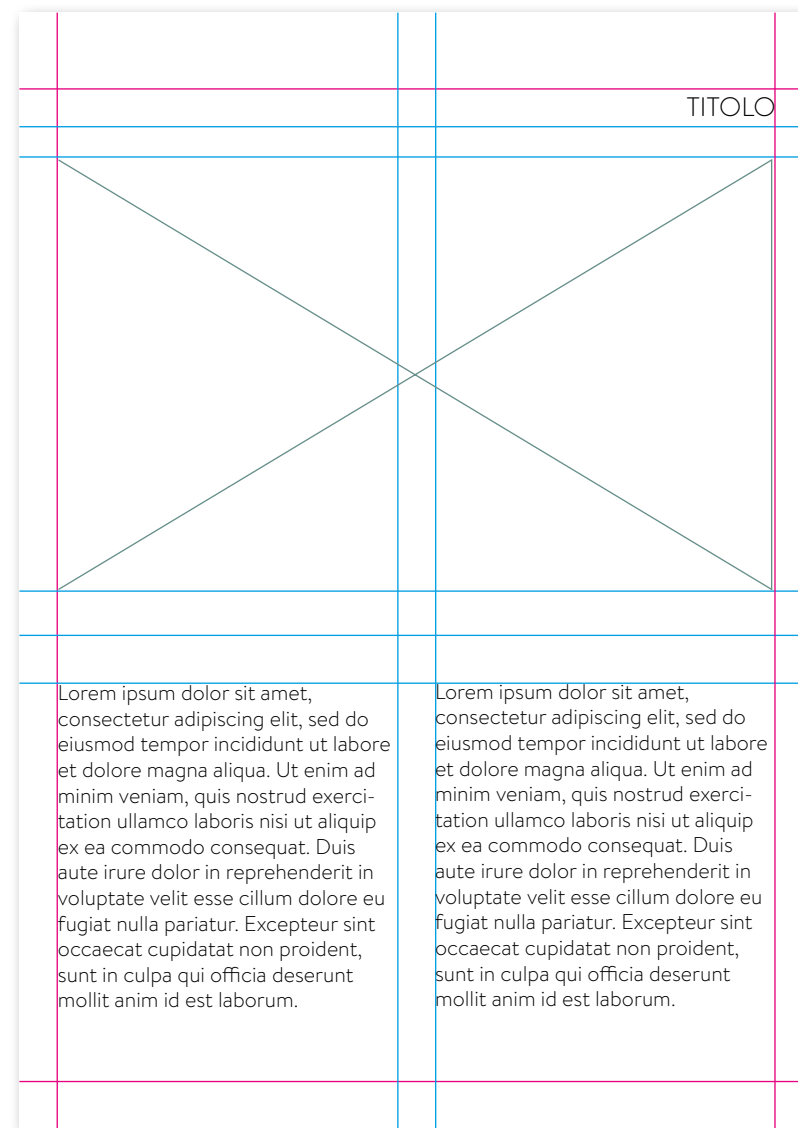 TITOLO
Lorem ipsum dolor sit amet,
consectetur adipiscing elit, sed do
eiusmod tempor incididunt ut labore
et dolore magna aliqua. Ut enim ad
minim veniam, quis nostrud exerci-
tation ullamco laboris nisi ut aliquip
ex ea commodo consequat. Duis
aute irure dolor in reprehenderit in
voluptate velit esse cillum dolore eu
fugiat nulla pariatur. Excepteur sint
occaecat cupidatat non proident,
sunt in culpa qui officia deserunt
mollit anim id est laborum.
Lorem ipsum dolor sit amet,
consectetur adipiscing elit, sed do
eiusmod tempor incididunt ut labore
et dolore magna aliqua. Ut enim ad
minim veniam, quis nostrud exerci-
tation ullamco laboris nisi ut aliquip
ex ea commodo consequat. Duis
aute irure dolor in reprehenderit in
voluptate velit esse cillum dolore eu
fugiat nulla pariatur. Excepteur sint
occaecat cupidatat non proident,
sunt in culpa qui officia deserunt
mollit anim id est laborum.